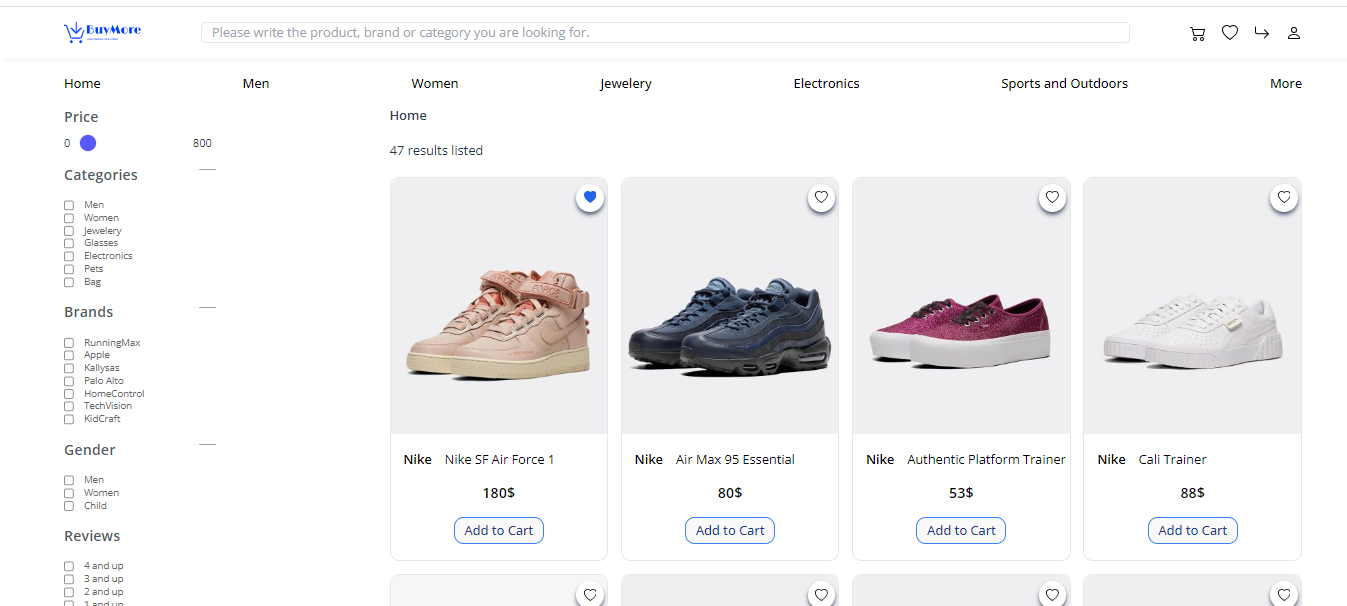 BuyMore
Please write the product, brand or category you are looking for.
Home Men Women Jewelery Electronics Sports and Outdoors More
Price
0 800
Categories
Men
Women
Jewelery
Glasses
Electronics
Pets
Bag
Brands
RunningMax
Apple
Kallysas
Palo Alto
HomeControl
TechVision
KidCraft
Gender
Men
Women
Child
Reviews
4 and up
3 and up
2 and up
1 and up
Home
47 results listed
Nike Nike SF Air Force 1
180$
Add to Cart
Nike Air Max 95 Essential
80$
Add to Cart
Nike Authentic Platform Trainer
53$
Add to Cart
Nike Cali Trainer
88$
Add to Cart